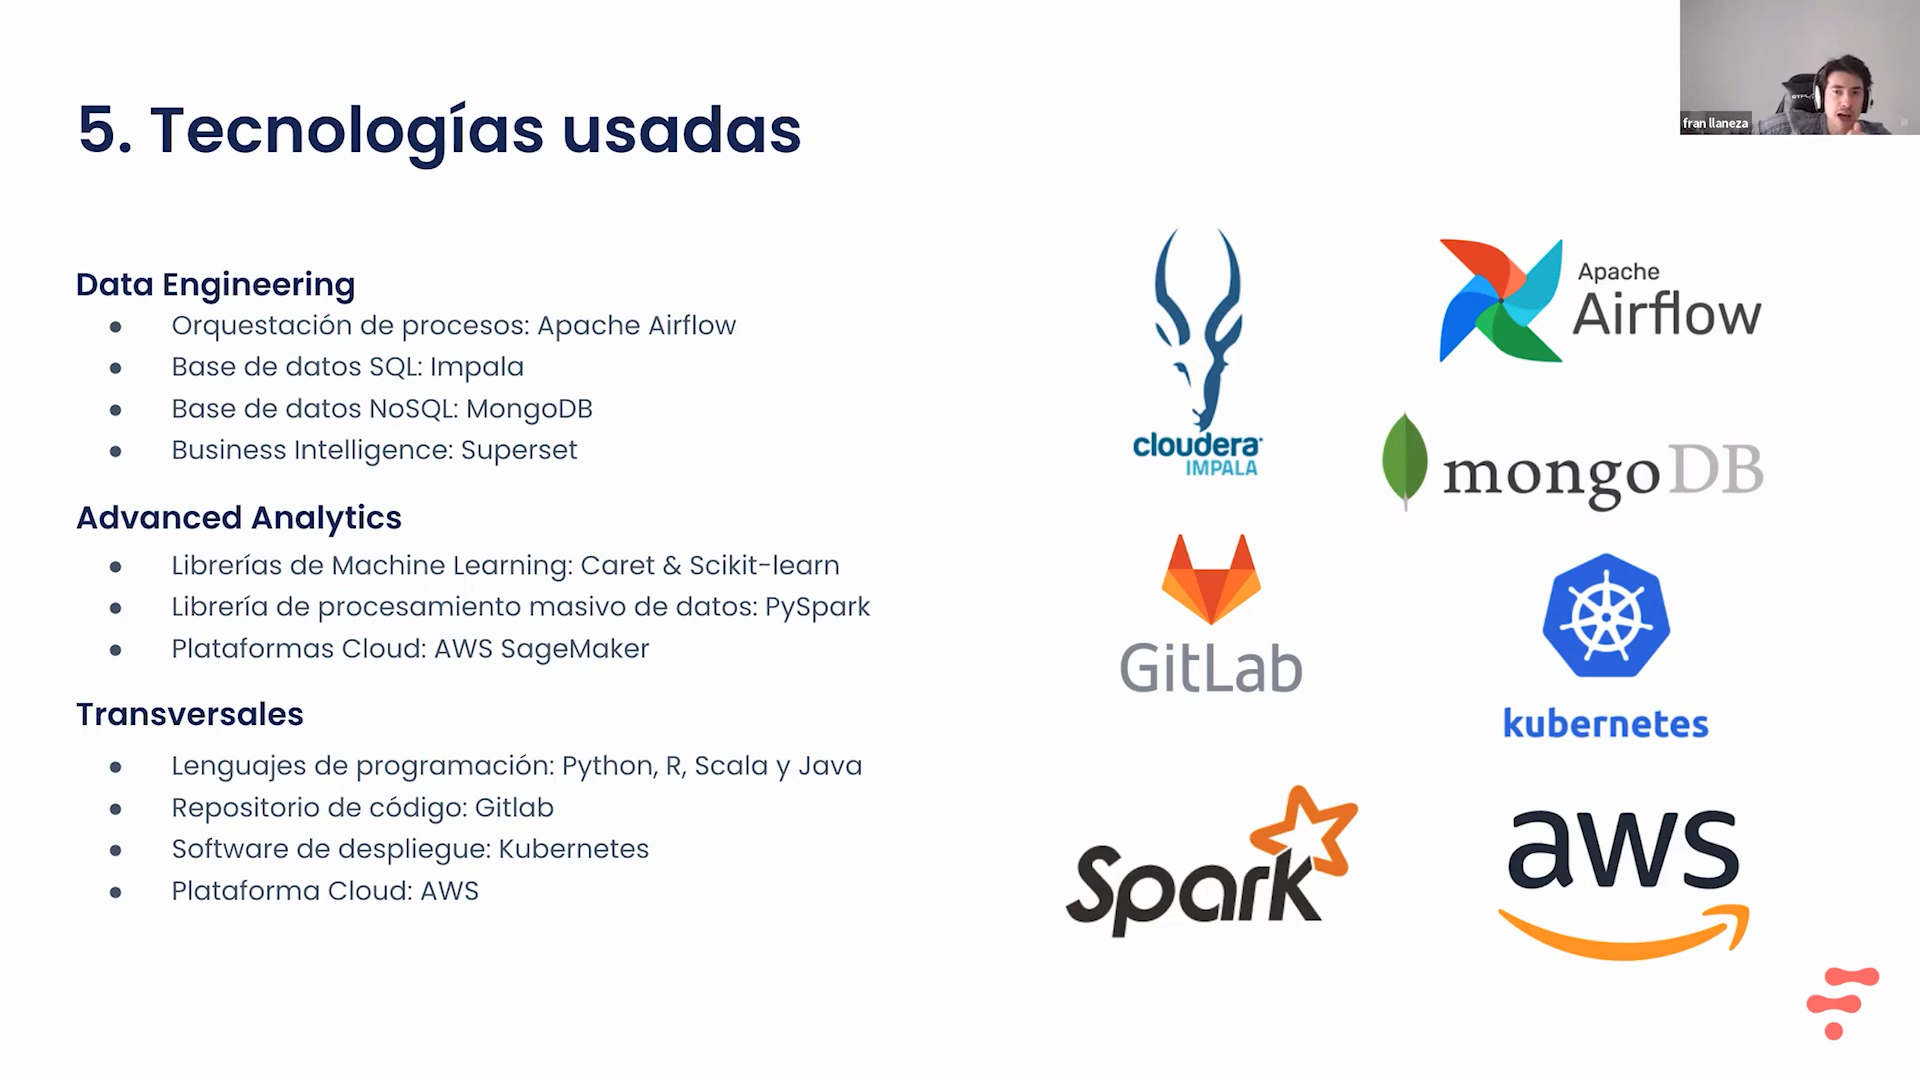 5. Tecnologías usadas
fran llaneza
Data Engineering
● Orquestación de procesos: Apache Airflow
● Base de datos SQL: Impala
● Base de datos NoSQL: MongoDB
● Business Intelligence: Superset
Advanced Analytics
● Librerías de Machine Learning: Caret & Scikit-learn
● Librería de procesamiento masivo de datos: PySpark
● Plataformas Cloud: AWS SageMaker
Transversales
● Lenguajes de programación: Python, R, Scala y Java
● Repositorio de código: Gitlab
● Software de despliegue: Kubernetes
● Plataforma Cloud: AWS
cloudera
IMPALA
Apache
Airflow
mongoDB
GitLab
kubernetes
Spark
aws